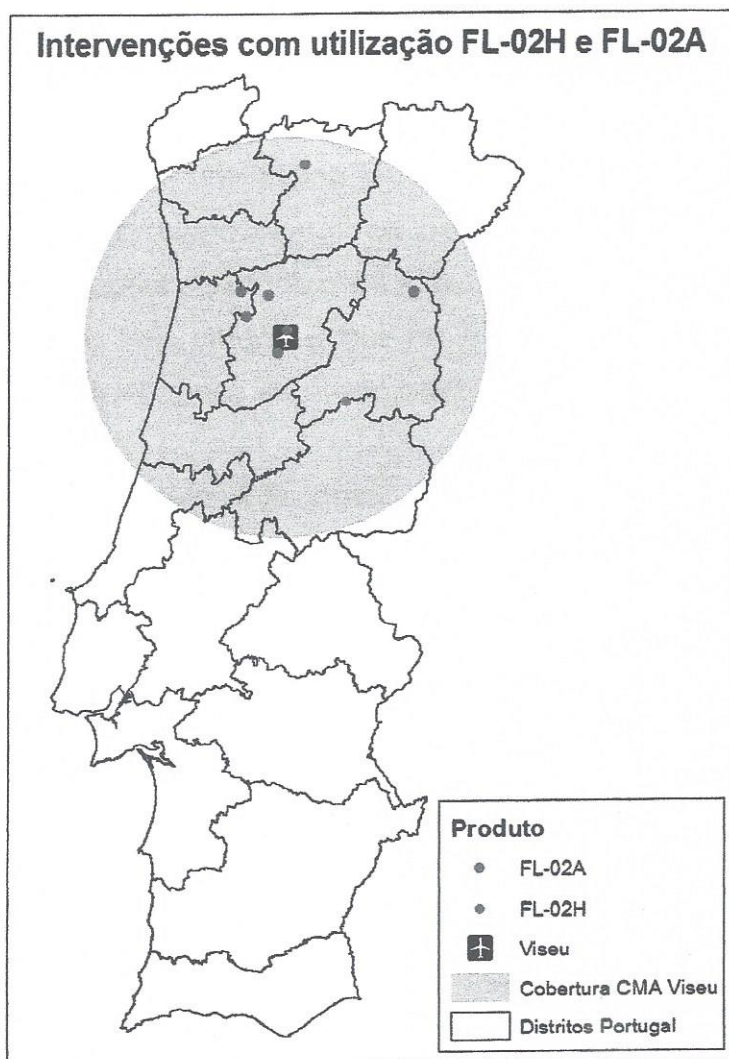 Intervenções com utilização FL-02H e FL-02A
Produto
FL-02A
FL-02H
Viseu
Cobertura CMA Viseu
Distritos Portugal